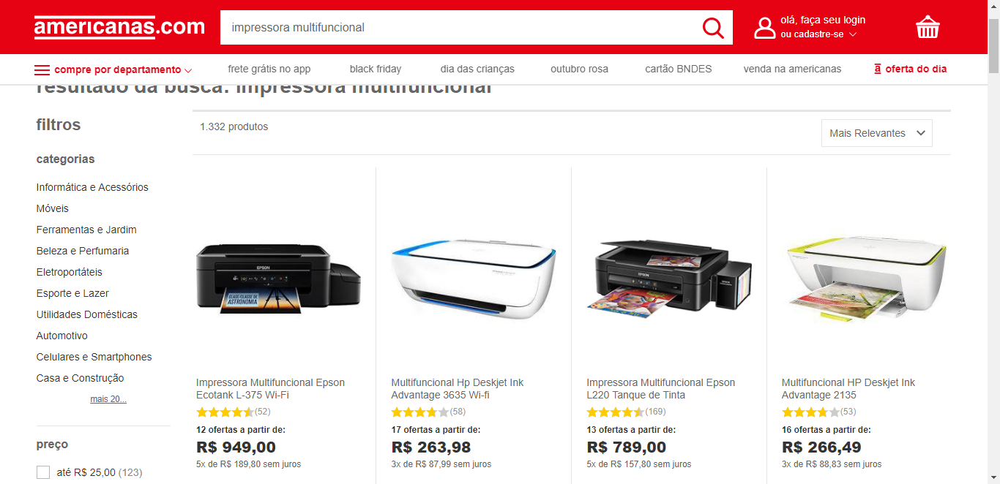 americanas.com
impressora multifuncional
olá, faça seu login
ou cadastre-se
compre por departamento
frete grátis no app
black friday
dia das crianças
outubro rosa
cartão BNDES
venda na americanas
a oferta do dia
resultado da busca: impressora multifuncional
filtros
categorias
Informática e Acessórios
Móveis
Ferramentas e Jardim
Beleza e Perfumaria
Eletroportáteis
Esporte e Lazer
Utilidades Domésticas
Automotivo
Celulares e Smartphones
Casa e Construção
mais 20...
preço
até R$ 25,00 (123)
1.332 produtos
Mais Relevantes
EPSON
CLASE/CLASSE DE
ASTRONOMIA
Impressora Multifuncional Epson
Ecotank L-375 Wi-Fi
(52)
12 ofertas a partir de:
R$ 949,00
5x de R$ 189,80 sem juros
Multifuncional Hp Deskjet Ink
Advantage 3635 Wi-fi
(58)
17 ofertas a partir de:
R$ 263,98
3x de R$ 87,99 sem juros
EPSON
EPSON
Impressora Multifuncional Epson
L220 Tanque de Tinta
(169)
13 ofertas a partir de:
R$ 789,00
5x de R$ 157,80 sem juros
Multifuncional HP Deskjet Ink
Advantage 2135
(53)
16 ofertas a partir de:
R$ 266,49
3x de R$ 88,83 sem juros